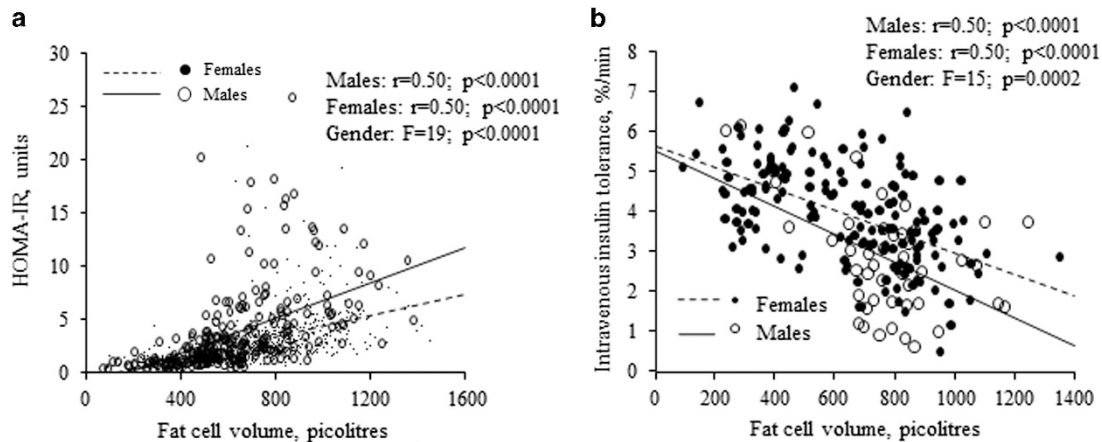 a
HOMA-IR, units
30
25
20
15
10
5
0
Females
Males
Males: r=0.50; p<0.0001
Females: r=0.50; p<0.0001
Gender: F=19; p<0.0001
0 400 800 1200 1600
Fat cell volume, picolitres
b
Males: r=0.50; p<0.0001
Females: r=0.50; p<0.0001
Gender: F=15; p=0.0002
Intravenous insulin tolerance, %/min
8
7
6
5
4
3
2
1
0
Females
Males
0 200 400 600 800 1000 1200 1400
Fat cell volume, picolitres